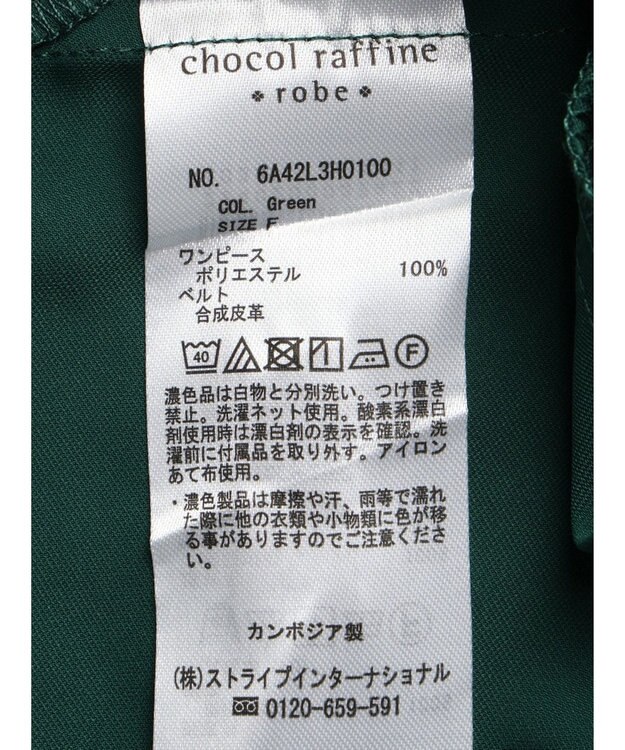 chocol raffine
robe
NO. 6A42L3H0100
COL. Green
SIZE F
ワンピース
ポリエステル 100%
ベルト
合成皮革
40 F
濃色品は白物と分別洗い。つけ置き
禁止。洗濯ネット使用。酸素系漂白
剤使用時は漂白剤の表示を確認。洗
濯前に付属品を取り外す。アイロン
あて布使用。
・濃色製品は摩擦や汗、雨等で濡れ
た際に他の衣類や小物類に色が移
る事がありますのでご注意くださ
い。
カンボジア製
(株)ストライプインターナショナル
0120-659-591